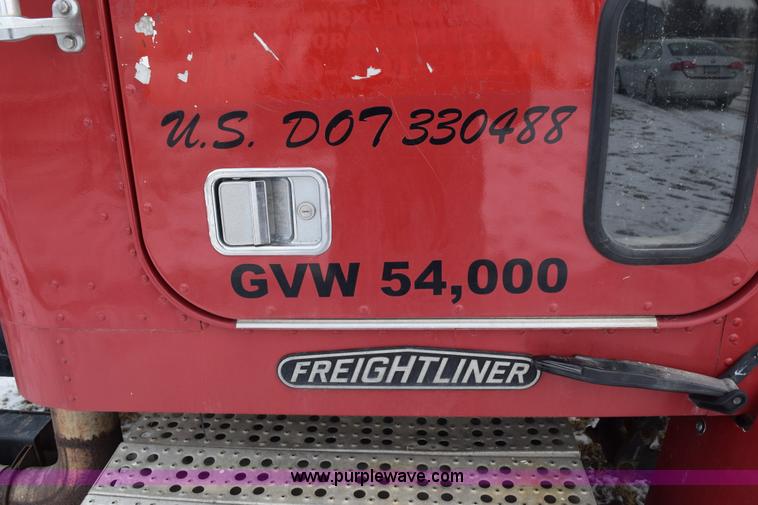 U.S. DOT 330488
GVW 54,000
FREIGHTLINER
www.purplewave.com